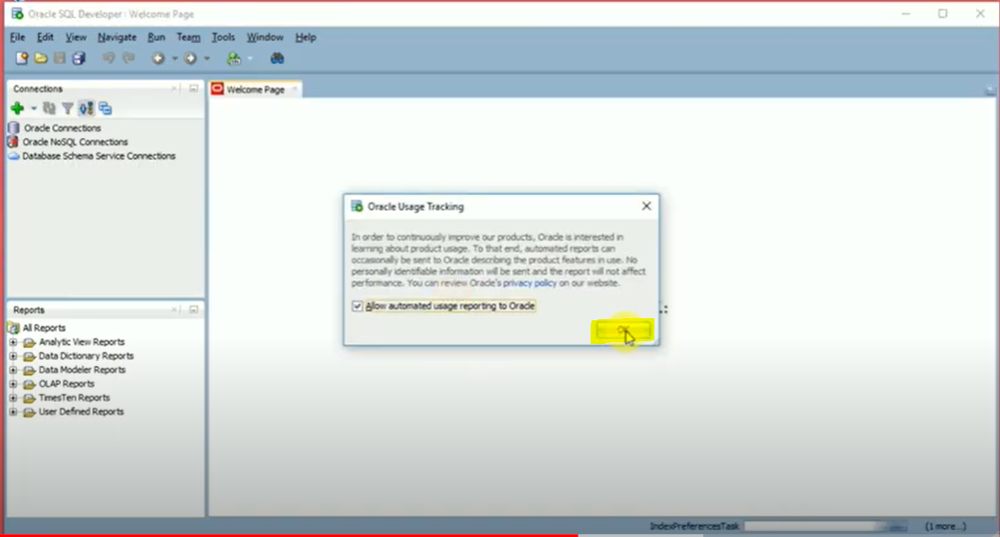 Oracle SQL Developer : Welcome Page
File Edit View Navigate Run Team Tools Window Help
Connections
Welcome Page
Oracle Connections
Oracle NoSQL Connections
Database Schema Service Connections
Oracle Usage Tracking
In order to continuously improve our products, Oracle is interested in
learning about product usage. To that end, automated reports can
occasionally be sent to Oracle describing the product features in use. No
personally identifiable information will be sent and the report will not affect
performance. You can review Oracle's privacy policy on our website.
Allow automated usage reporting to Oracle
OK
Reports
All Reports
Analytic View Reports
Data Dictionary Reports
Data Modeler Reports
OLAP Reports
TimesTen Reports
User Defined Reports
IndexPreferencesTask (1 more...)